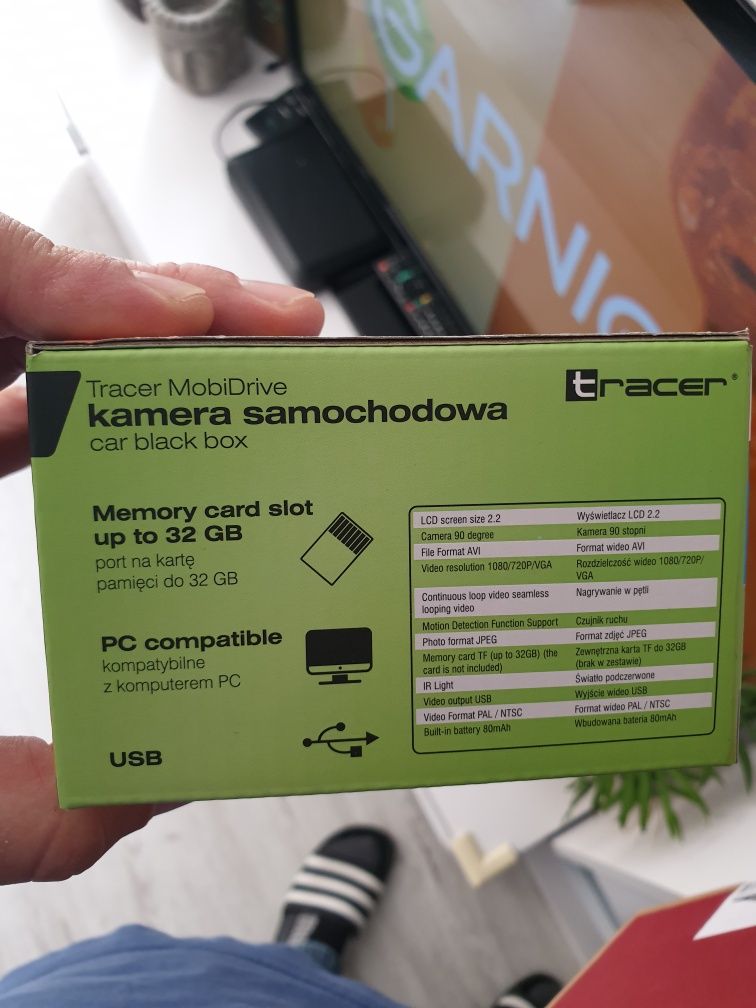 GARNIE
Tracer MobiDrive
kamera samochodowa
car black box
tracer®
Memory card slot
up to 32 GB
port na kartę
pamięci do 32 GB
PC compatible
kompatybilne
z komputerem PC
USB
LCD screen size 2.2 Wyświetlacz LCD 2.2
Camera 90 degree Kamera 90 stopni
File Format AVI Format wideo AVI
Video resolution 1080/720P/VGA Rozdzielczość wideo 1080/720P/
VGA
Continuous loop video seamless Nagrywanie w pętli
looping video
Motion Detection Function Support Czujnik ruchu
Photo format JPEG Format zdjęć JPEG
Memory card TF (up to 32GB) (the Zewnętrzna karta TF do 32GB
card is not included) (brak w zestawie)
IR Light Światło podczerwone
Video output USB Wyjście wideo USB
Video Format PAL / NTSC Format wideo PAL / NTSC
Built-in battery 80mAh Wbudowana bateria 80mAh